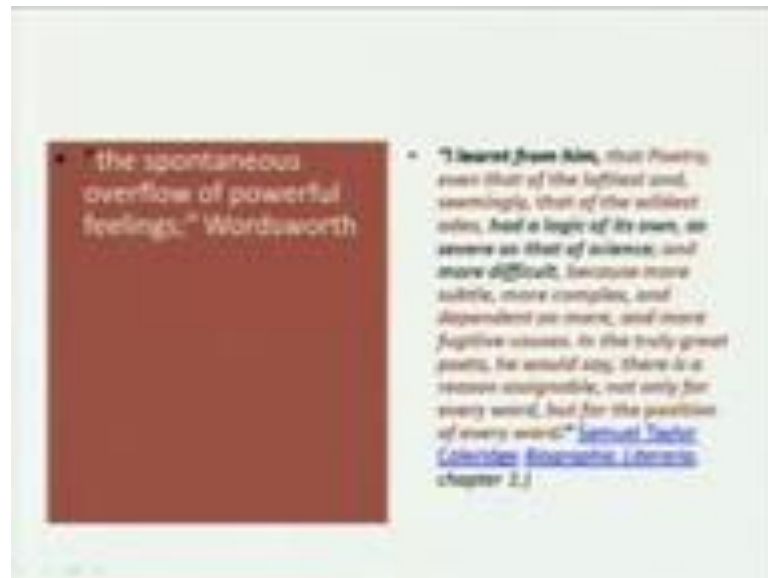 • "the spontaneous
overflow of powerful
feelings:" Wordsworth
• "I learnt from him, that Poetry,
even that of the loftiest and,
seemingly, that of the wildest
odes, had a logic of its own, as
severe as that of science; and
more difficult, because more
subtle, more complex, and
dependent on more, and more
fugitive causes. In the truly great
poets, he would say, there is a
reason assignable, not only for
every word, but for the position
of every word." Samuel Taylor
Coleridge Biographia Literaria,
chapter 1.)